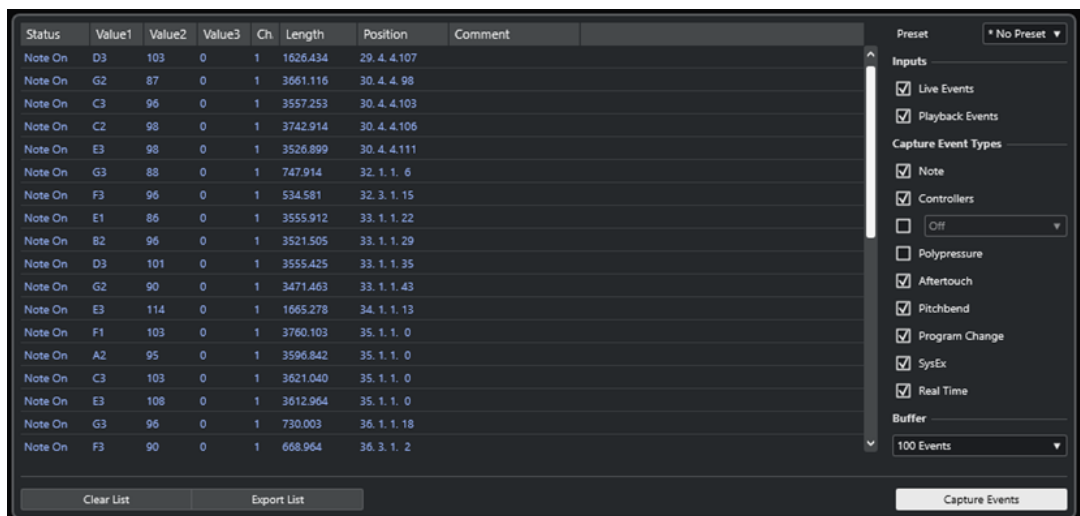 Status Value1 Value2 Value3 Ch. Length Position Comment
Note On D3 103 0 1 1626.434 29. 4. 4.107
Note On G2 87 0 1 3661.116 30. 4. 4. 98
Note On C3 96 0 1 3557.253 30. 4. 4.103
Note On C2 98 0 1 3742.914 30. 4. 4.106
Note On E3 98 0 1 3526.899 30. 4. 4.111
Note On G3 88 0 1 747.914 32. 1. 1. 6
Note On F3 96 0 1 534.581 32. 3. 1. 15
Note On E1 86 0 1 3555.912 33. 1. 1. 22
Note On B2 96 0 1 3521.505 33. 1. 1. 29
Note On D3 101 0 1 3555.425 33. 1. 1. 35
Note On G2 90 0 1 3471.463 33. 1. 1. 43
Note On E3 114 0 1 1665.278 34. 1. 1. 13
Note On F1 103 0 1 3760.103 35. 1. 1. 0
Note On A2 95 0 1 3596.842 35. 1. 1. 0
Note On C3 103 0 1 3621.040 35. 1. 1. 0
Note On E3 108 0 1 3612.964 35. 1. 1. 0
Note On G3 96 0 1 730.003 36. 1. 1. 18
Note On F3 90 0 1 668.964 36. 3. 1. 2
Clear List Export List
Preset * No Preset
Inputs
Live Events
Playback Events
Capture Event Types
Note
Controllers
Off
Polypressure
Aftertouch
Pitchbend
Program Change
SysEx
Real Time
Buffer
100 Events
Capture Events